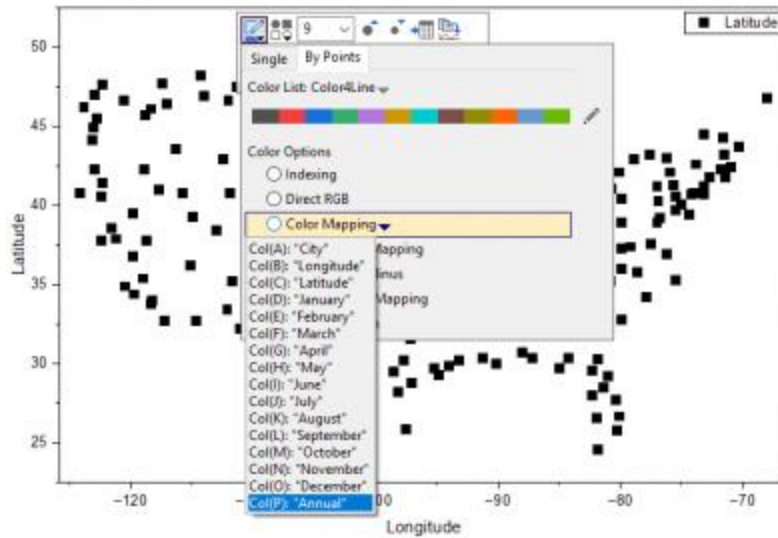 9
Latitude
Single By Points
Color List: Color4Line
Color Options
Indexing
Direct RGB
Color Mapping
Col(A): "City"
Mapping
Col(B): "Longitude"
Col(C): "Latitude"
inus
Col(D): "January"
Mapping
Col(E): "February"
Col(F): "March"
Col(G): "April"
Col(H): "May"
Col(I): "June"
Col(J): "July"
Col(K): "August"
Col(L): "September"
Col(M): "October"
Col(N): "November"
Col(O): "December"
Col(P): "Annual"
50
45
40
35
30
25
Latitude
-120
00
-90
-80
-70
Longitude